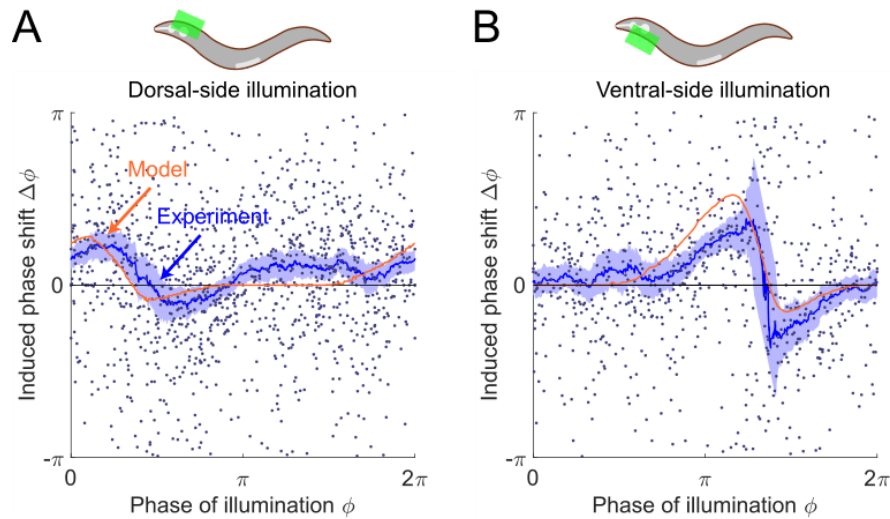 A
B
Dorsal-side illumination
Ventral-side illumination
π
Model
Experiment
0
-π
Induced phase shift Δϕ
0
π
2π
Phase of illumination ϕ
π
0
-π
Induced phase shift Δϕ
0
π
2π
Phase of illumination ϕ